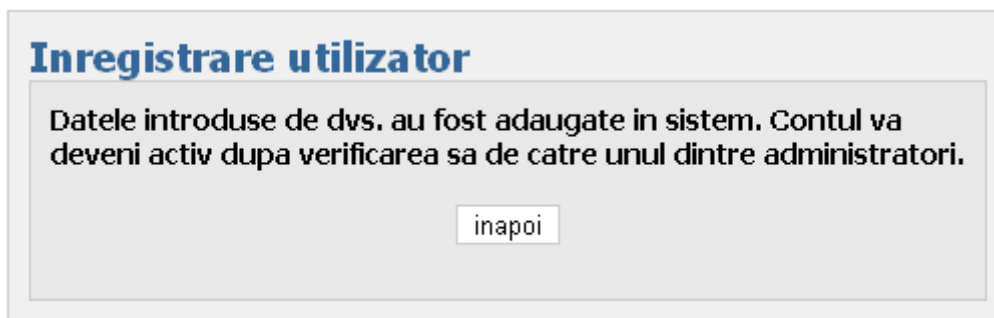 Inregistrare utilizator
Datele introduse de dvs. au fost adaugate in sistem. Contul va
deveni activ dupa verificarea sa de catre unul dintre administratori.
inapoi